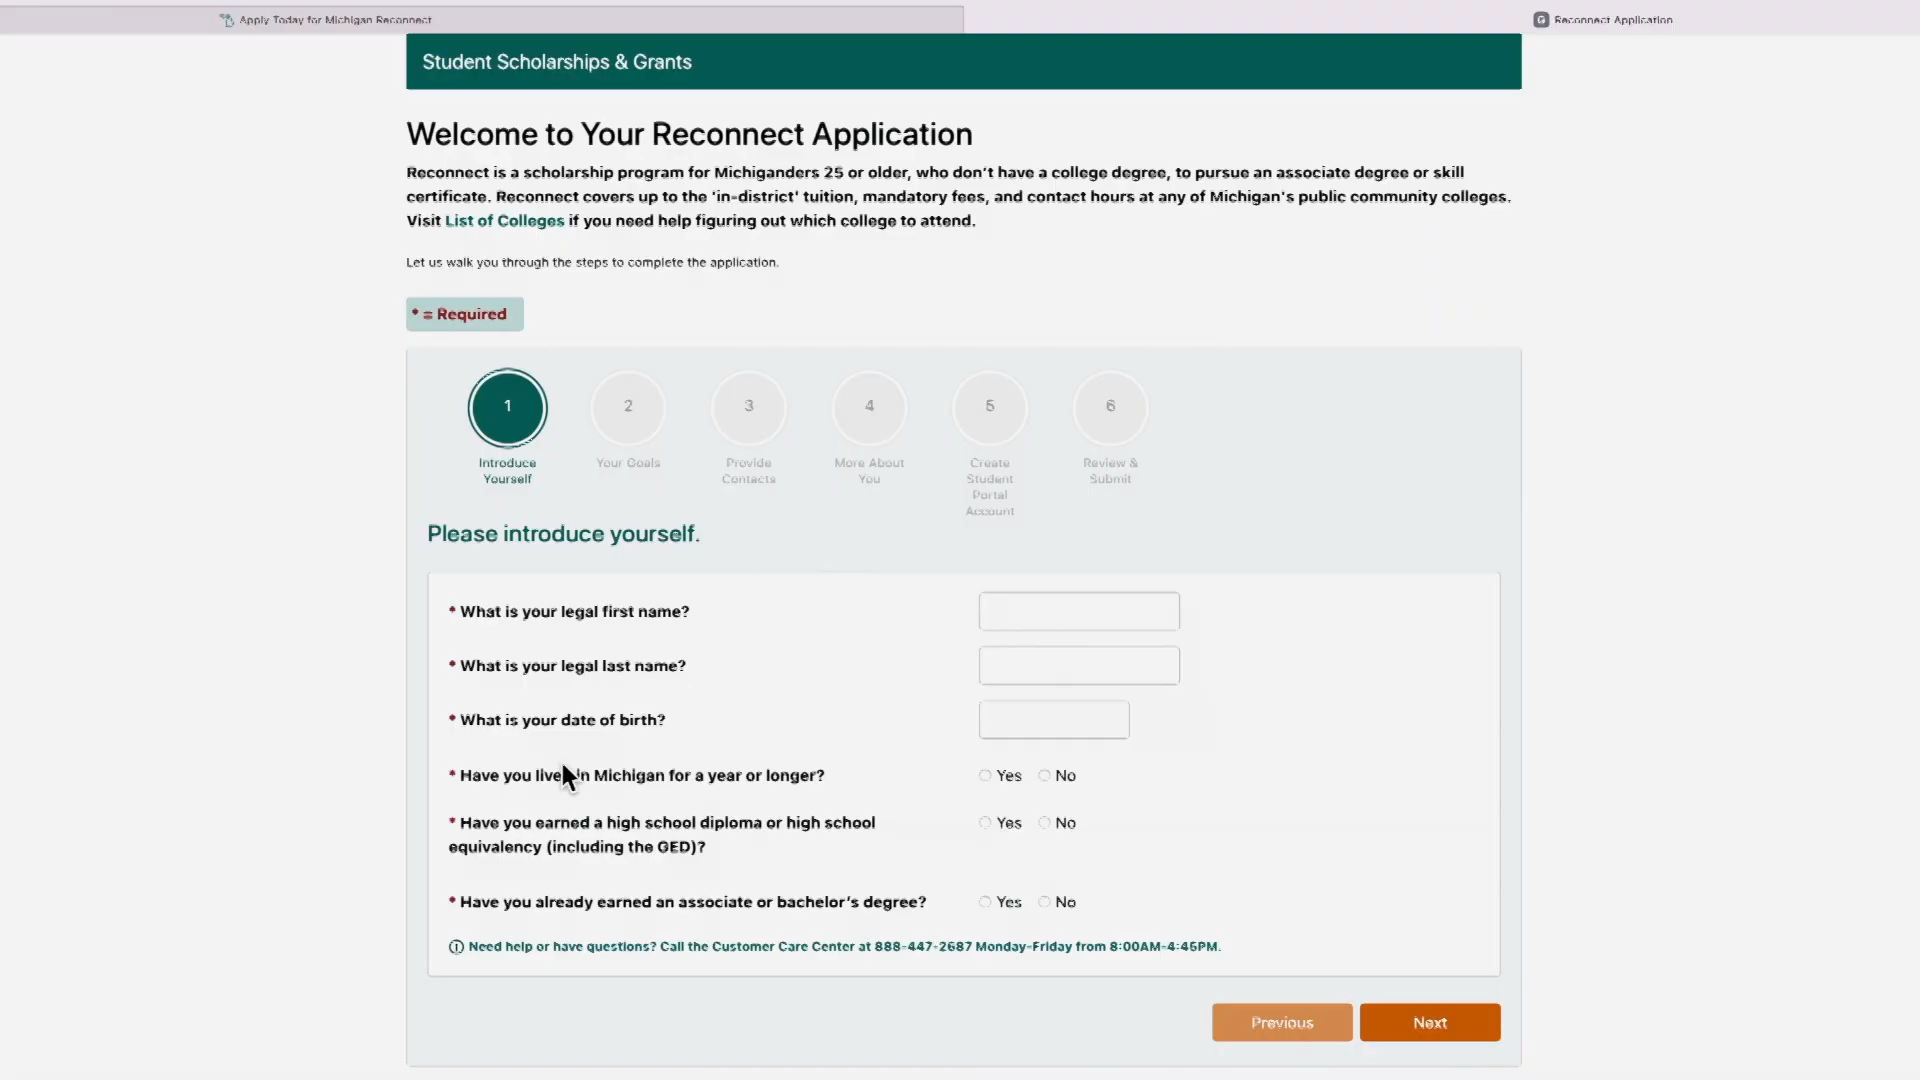 Apply Today for Michigan Reconnect
Reconnect Application
Student Scholarships & Grants
Welcome to Your Reconnect Application
Reconnect is a scholarship program for Michiganders 25 or older, who don't have a college degree, to pursue an associate degree or skill
certificate. Reconnect covers up to the 'in-district' tuition, mandatory fees, and contact hours at any of Michigan's public community colleges.
Visit List of Colleges if you need help figuring out which college to attend.
Let us walk you through the steps to complete the application.
* = Required
1
2
3
4
5
6
Introduce
Yourself
Your Goals
Provide
Contacts
More About
You
Create
Student
Portal
Account
Review &
Submit
Please introduce yourself.
* What is your legal first name?
* What is your legal last name?
* What is your date of birth?
* Have you live in Michigan for a year or longer? Yes No
* Have you earned a high school diploma or high school Yes No
equivalency (including the GED)?
* Have you already earned an associate or bachelor's degree? Yes No
Need help or have questions? Call the Customer Care Center at 888-447-2687 Monday-Friday from 8:00AM-4:45PM.
Previous
Next